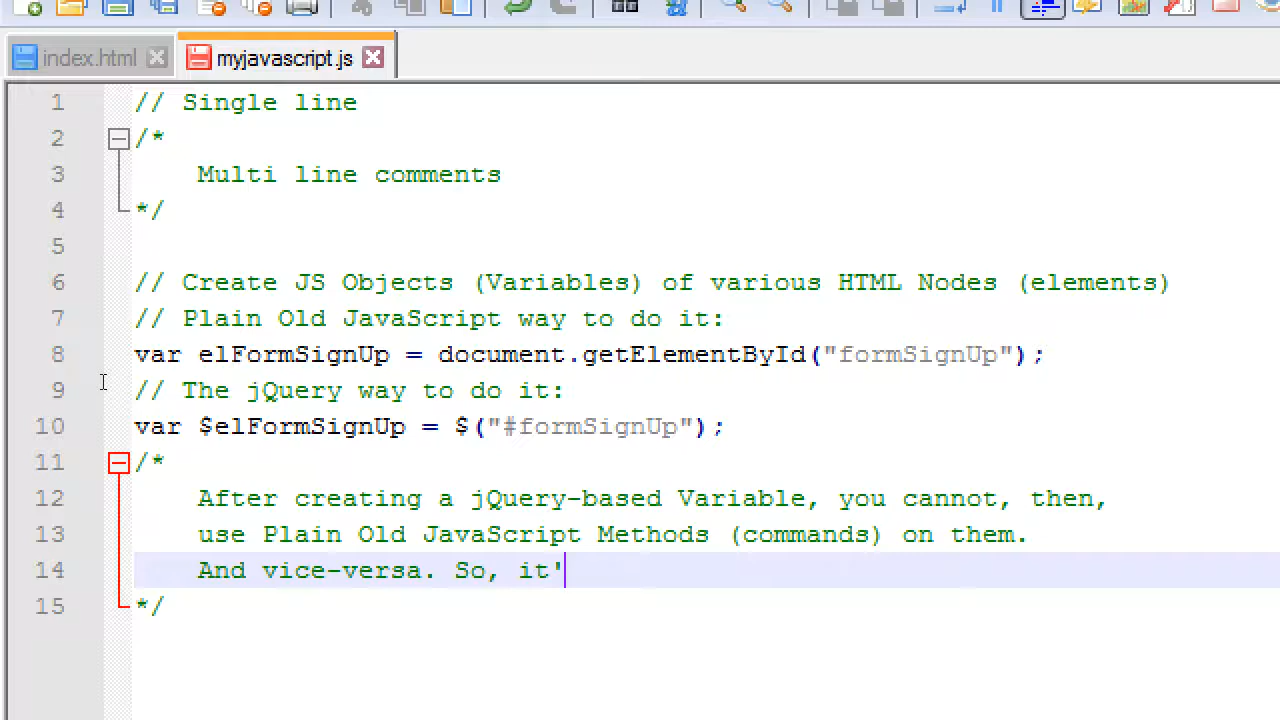 index.html
myjavascript.js
1 // Single line
2 /*
3 Multi line comments
4 */
5
6 // Create JS Objects (Variables) of various HTML Nodes (elements)
7 // Plain Old JavaScript way to do it:
8 var elFormSignUp = document.getElementById("formSignUp");
9 // The jQuery way to do it:
10 var $elFormSignUp = $("#formSignUp");
11 /*
12 After creating a jQuery-based Variable, you cannot, then,
13 use Plain Old JavaScript Methods (commands) on them.
14 And vice-versa. So, it'
15 */